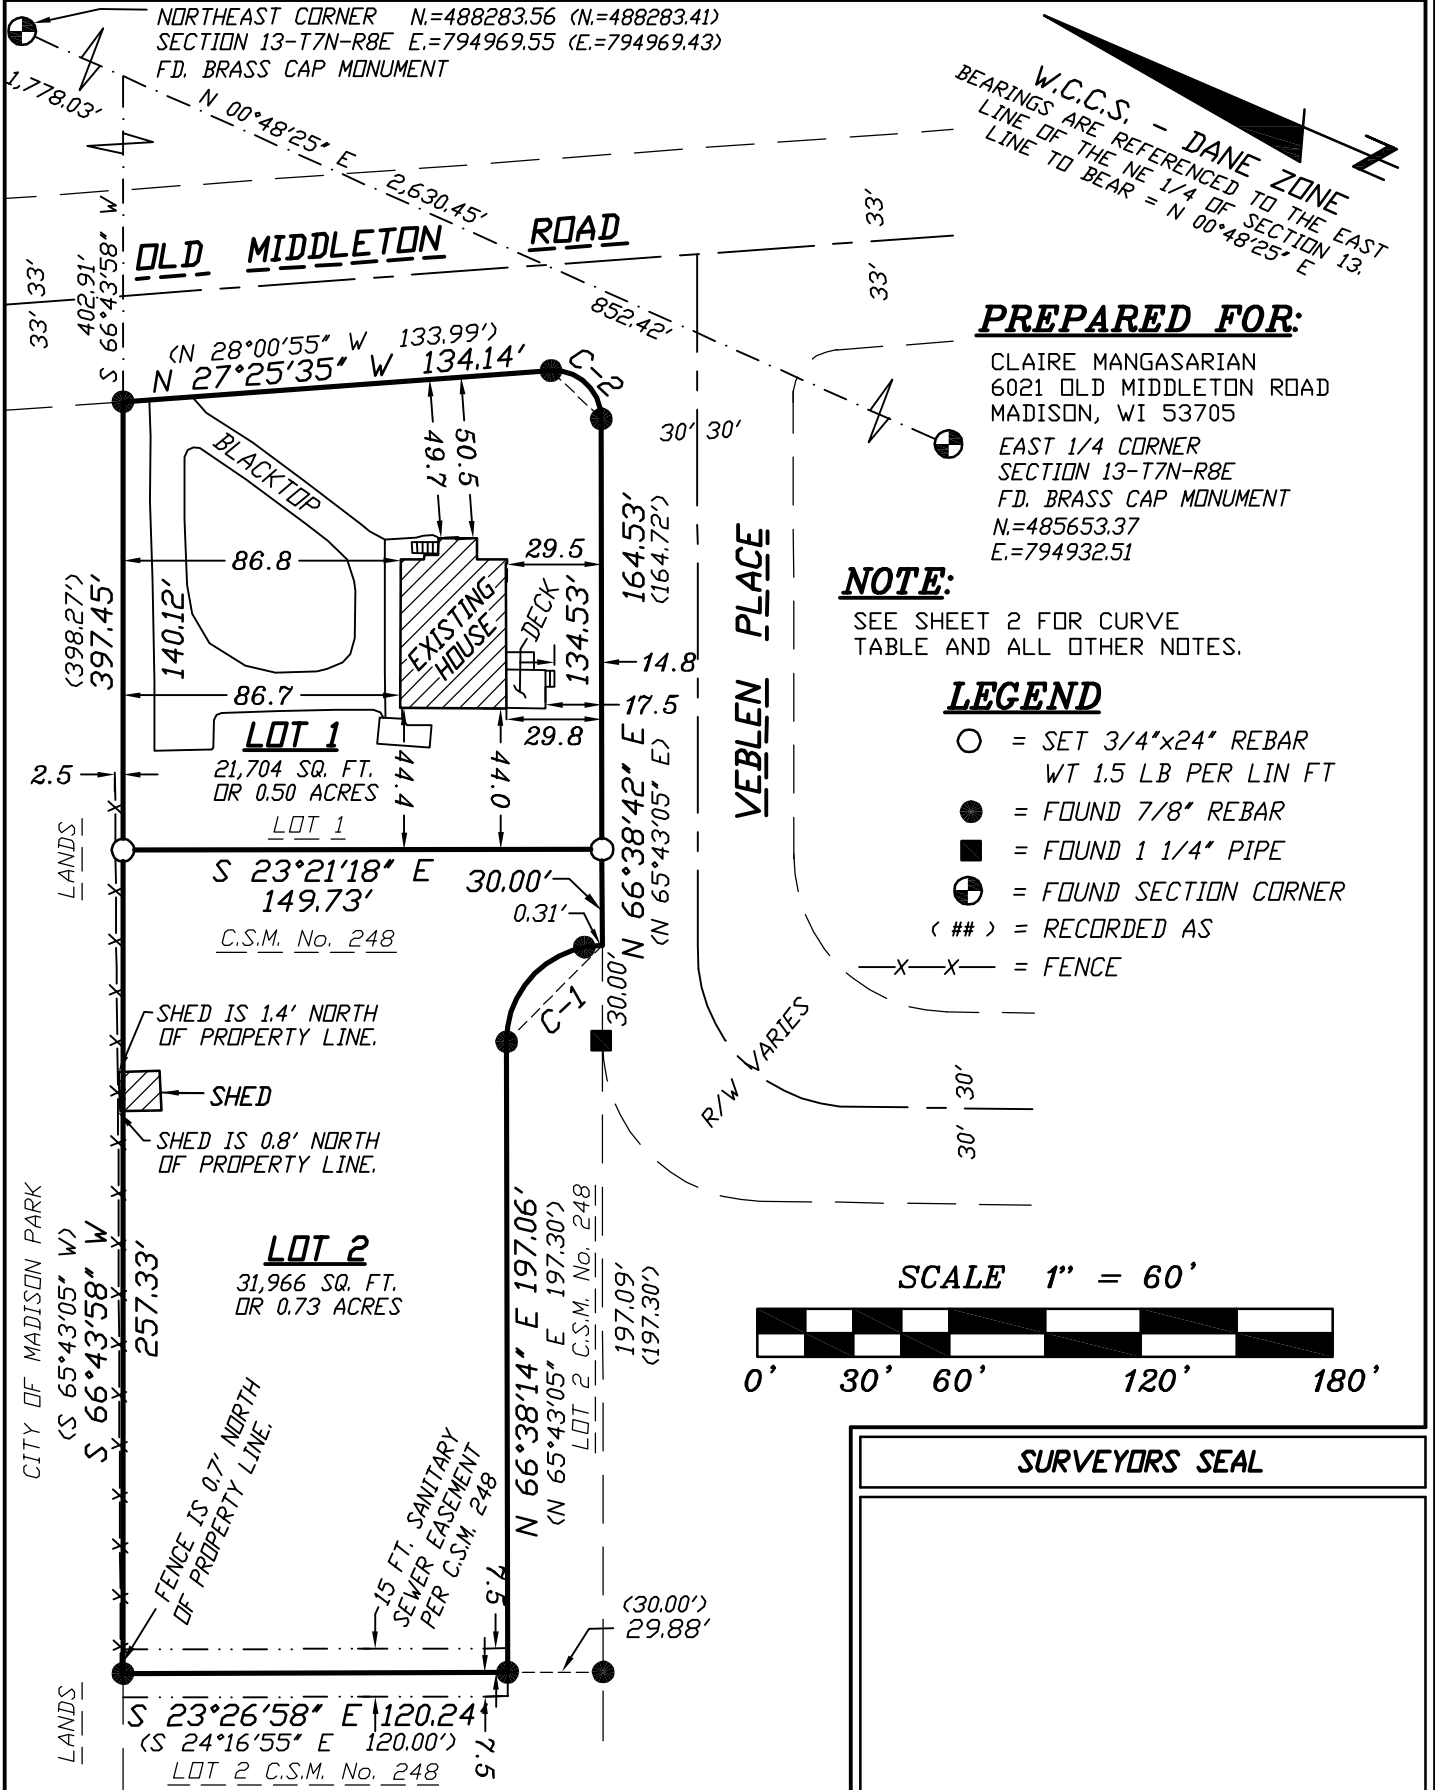 NORTHEAST CORNER N.=488283.56 (N.=488283.41)
SECTION 13-T7N-R8E E.=794969.55 (E.=794969.43)
FD. BRASS CAP MONUMENT
1,778.03'
N 00°48'25" E
2,630.45'
852.42'
W.C.C.S. - DANE ZONE
BEARINGS ARE REFERENCED TO THE EAST
LINE OF THE NE 1/4 OF SECTION 13.
LINE TO BEAR = N 00°48'25" E
N
OLD MIDDLETON ROAD
33' 33'
402.91'
S 66°43'58" W
33'
33'
(N 28°00'55" W 133.99')
N 27°25'35" W 134.14'
C-2
30' 30'
PREPARED FOR:
CLAIRE MANGASARIAN
6021 OLD MIDDLETON ROAD
MADISON, WI 53705
EAST 1/4 CORNER
SECTION 13-T7N-R8E
FD. BRASS CAP MONUMENT
N.=485653.37
E.=794932.51
NOTE:
SEE SHEET 2 FOR CURVE
TABLE AND ALL OTHER NOTES.
LEGEND
= SET 3/4"x24" REBAR
WT 1.5 LB PER LIN FT
= FOUND 7/8" REBAR
= FOUND 1 1/4" PIPE
= FOUND SECTION CORNER
( ## ) = RECORDED AS
X X = FENCE
BLACKTOP
49.7
50.5
86.8
29.5
EXISTING
HOUSE
DECK
134.53'
164.53'
(164.72')
(398.27')
397.45'
140.12'
86.7
14.8
17.5
29.8
VEBLEN PLACE
LOT 1
21,704 SQ. FT.
OR 0.50 ACRES
LOT 1
2.5
44.4
44.0
N 66°38'42" E
(N 65°43'05" E)
LANDS
S 23°21'18" E
149.73'
C.S.M. No. 248
30.00'
0.31'
C-1
30.00'
SHED IS 1.4' NORTH
OF PROPERTY LINE.
SHED
SHED IS 0.8' NORTH
OF PROPERTY LINE.
R/W VARIES
30'
30'
CITY OF MADISON PARK
(S 65°43'05" W)
S 66°43'58" W
257.33'
LOT 2
31,966 SQ. FT.
OR 0.73 ACRES
N 66°38'14" E 197.06'
(N 65°43'05" E 197.30')
LOT 2 C.S.M. No. 248
197.09'
(197.30')
SCALE 1" = 60'
0' 30' 60' 120' 180'
SURVEYORS SEAL
FENCE IS 0.7' NORTH
OF PROPERTY LINE.
15 FT. SANITARY
SEWER EASEMENT
PER C.S.M. 248
7.5
(30.00')
29.88'
LANDS
S 23°26'58" E 120.24'
(S 24°16'55" E 120.00')
7.5
LOT 2 C.S.M. No. 248